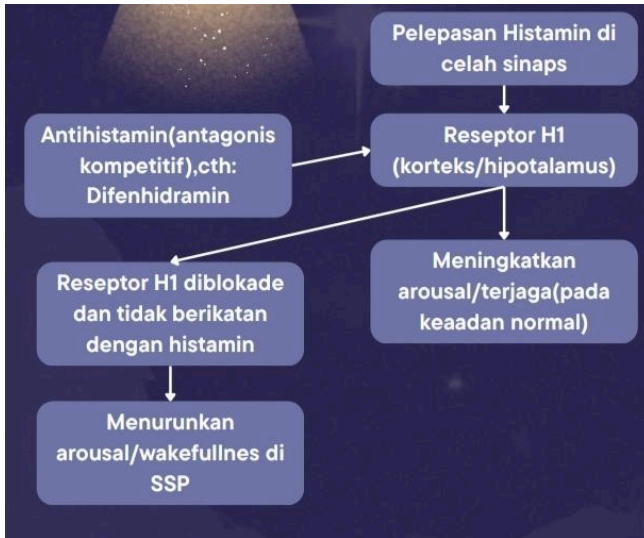 Pelepasan Histamin di
celah sinaps
Antihistamin(antagonis
kompetitif),cth:
Difenhidramin
Reseptor H1
(korteks/hipotalamus)
Reseptor H1 diblokade
dan tidak berikatan
dengan histamin
Meningkatkan
arousal/terjaga(pada
keaadan normal)
Menurunkan
arousal/wakefullnes di
SSP